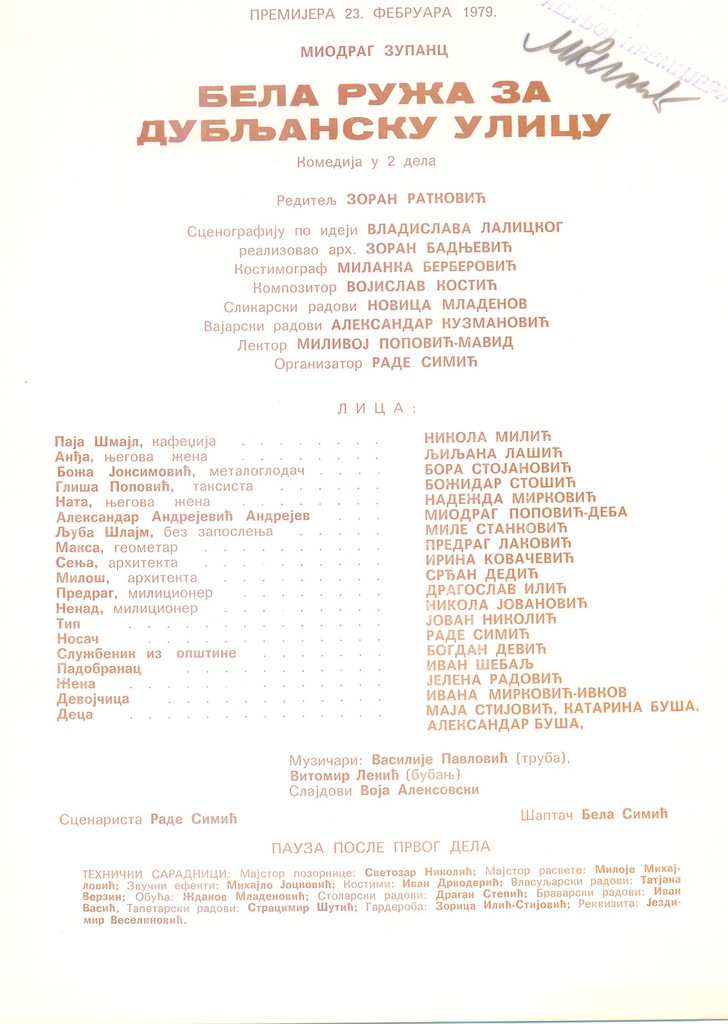 ПРЕМИЈЕРА 23. ФЕБРУАРА 1979.
МИОДРАГ ЗУПАНЦ
БЕЛА РУЖА ЗА
ДУБЉАНСКУ УЛИЦУ
Комедија у 2 дела
Редитељ ЗОРАН РАТКОВИЋ
Сценографију по идеји ВЛАДИСЛАВА ЛАЛИЦКОГ
реализовао арх. ЗОРАН БАДЊЕВИЋ
Костимограф МИЛАНКА БЕРБЕРОВИЋ
Композитор ВОЈИСЛАВ КОСТИЋ
Сликарски радови НОВИЦА МЛАДЕНОВ
Вајарски радови АЛЕКСАНДАР КУЗМАНОВИЋ
Лектор МИЛИВОЈ ПОПОВИЋ-МАВИД
Организатор РАДЕ СИМИЋ
ЛИЦА:
Паја Шмајл, кафеџија . . . . . . . . НИКОЛА МИЛИЋ
Анђа, његова жена . . . . . . . . ЉИЉАНА ЛАШИЋ
Божа Јоксимовић, металоглодач . . . . БОРА СТОЈАНОВИЋ
Глиша Поповић, таксиста . . . . . . БОЖИДАР СТОШИЋ
Ната, његова жена . . . . . . . . НАДЕЖДА МИРКОВИЋ
Александар Андрејевић Андрејев . . . МИОДРАГ ПОПОВИЋ-ДЕБА
Љуба Шлајм, без запослења . . . . . МИЛЕ СТАНКОВИЋ
Макса, геометар . . . . . . . . . ПРЕДРАГ ЛАКОВИЋ
Сења, архитекта . . . . . . . . . ИРИНА КОВАЧЕВИЋ
Милош, архитекта . . . . . . . . СРЂАН ДЕДИЋ
Предраг, милиционер . . . . . . . ДРАГОСЛАВ ИЛИЋ
Ненад, милиционер . . . . . . . . НИКОЛА ЈОВАНОВИЋ
Тип . . . . . . . . . . . . . ЈОВАН НИКОЛИЋ
Носач . . . . . . . . . . . . РАДЕ СИМИЋ
Службеник из општине . . . . . . БОГДАН ДЕВИЋ
Падобранац . . . . . . . . . . ИВАН ШЕБАЉ
Жена . . . . . . . . . . . . . ЈЕЛЕНА РАДОВИЋ
Девојчица . . . . . . . . . . . ИВАНА МИРКОВИЋ-ИВКОВ
Деца . . . . . . . . . . . . . МАЈА СТИЈОВИЋ, КАТАРИНА БУША,
АЛЕКСАНДАР БУША,
Музичари: Василије Павловић (труба),
Витомир Лекић (бубањ)
Слајдови Воја Алексовски
Сценариста Раде Симић
Шаптач Бела Симић
ПАУЗА ПОСЛЕ ПРВОГ ДЕЛА
ТЕХНИЧКИ САРАДНИЦИ: Мајстор позорнице: Светозар Николић; Мајстор расвете: Милоје Михај-
ловић; Звучни ефекти: Михајло Јоцковић; Костими: Иван Дрводерић; Власуљарски радови: Татјана
Верзин; Обућа: Жданов Младеновић; Столарски радови: Драган Степић; Браварски радови: Иван
Васић, Тапетарски радови: Страцимир Шутић; Гардероба: Зорица Илић-Стијовић; Реквизита: Језди-
мир Веселиновић.